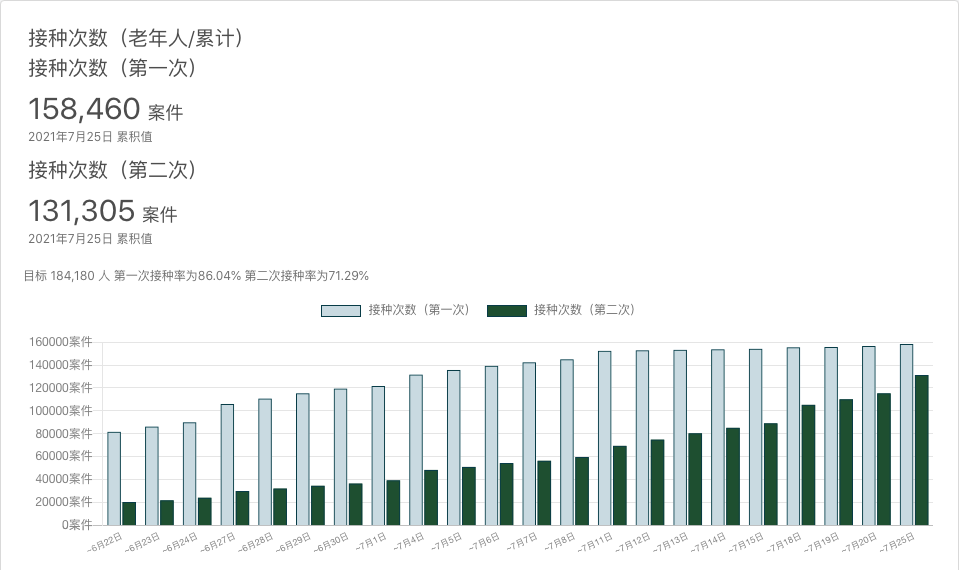 接种次数（老年人/累计）
接种次数（第一次）
158,460 案件
2021年7月25日 累积值
接种次数（第二次）
131,305 案件
2021年7月25日 累积值
目标 184,180 人 第一次接种率为86.04% 第二次接种率为71.29%
接种次数（第一次） 接种次数（第二次）
160000案件
140000案件
120000案件
100000案件
80000案件
60000案件
40000案件
20000案件
0案件
~6月22日 ~6月23日 ~6月24日 ~6月27日 ~6月28日 ~6月29日 ~6月30日 ~7月1日 ~7月4日 ~7月5日 ~7月6日 ~7月7日 ~7月8日 ~7月11日 ~7月12日 ~7月13日 ~7月14日 ~7月15日 ~7月18日 ~7月19日 ~7月20日 ~7月25日